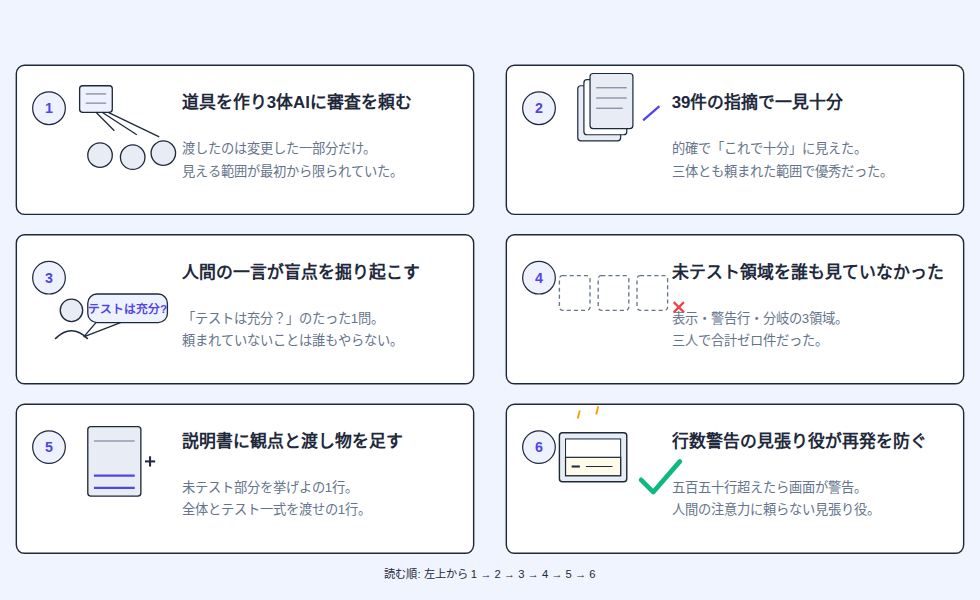 1
道具を作り3体AIに審査を頼む
渡したのは変更した一部分だけ。
見える範囲が最初から限られていた。
2
39件の指摘で一見十分
的確で「これで十分」に見えた。
三体とも頼まれた範囲で優秀だった。
3
テストは充分?
人間の一言が盲点を掘り起こす
「テストは充分？」のたった1問。
頼まれていないことは誰もやらない。
4
未テスト領域を誰も見ていなかった
表示・警告行・分岐の3領域。
三人で合計ゼロ件だった。
5
説明書に観点と渡し物を足す
未テスト部分を挙げよの1行。
全体とテスト一式を渡せの1行。
6
行数警告の見張り役が再発を防ぐ
五百五十行超えたら画面が警告。
人間の注意力に頼らない見張り役。
読む順: 左上から 1 → 2 → 3 → 4 → 5 → 6